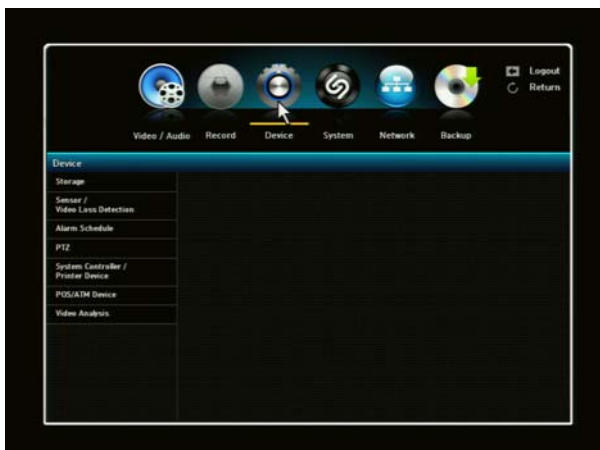 Logout
Return
Video / Audio
Record
Device
System
Network
Backup
Device
Storage
Sensor /
Video Loss Detection
Alarm Schedule
PTZ
System Controller /
Printer Device
POS/ATM Device
Video Analysis